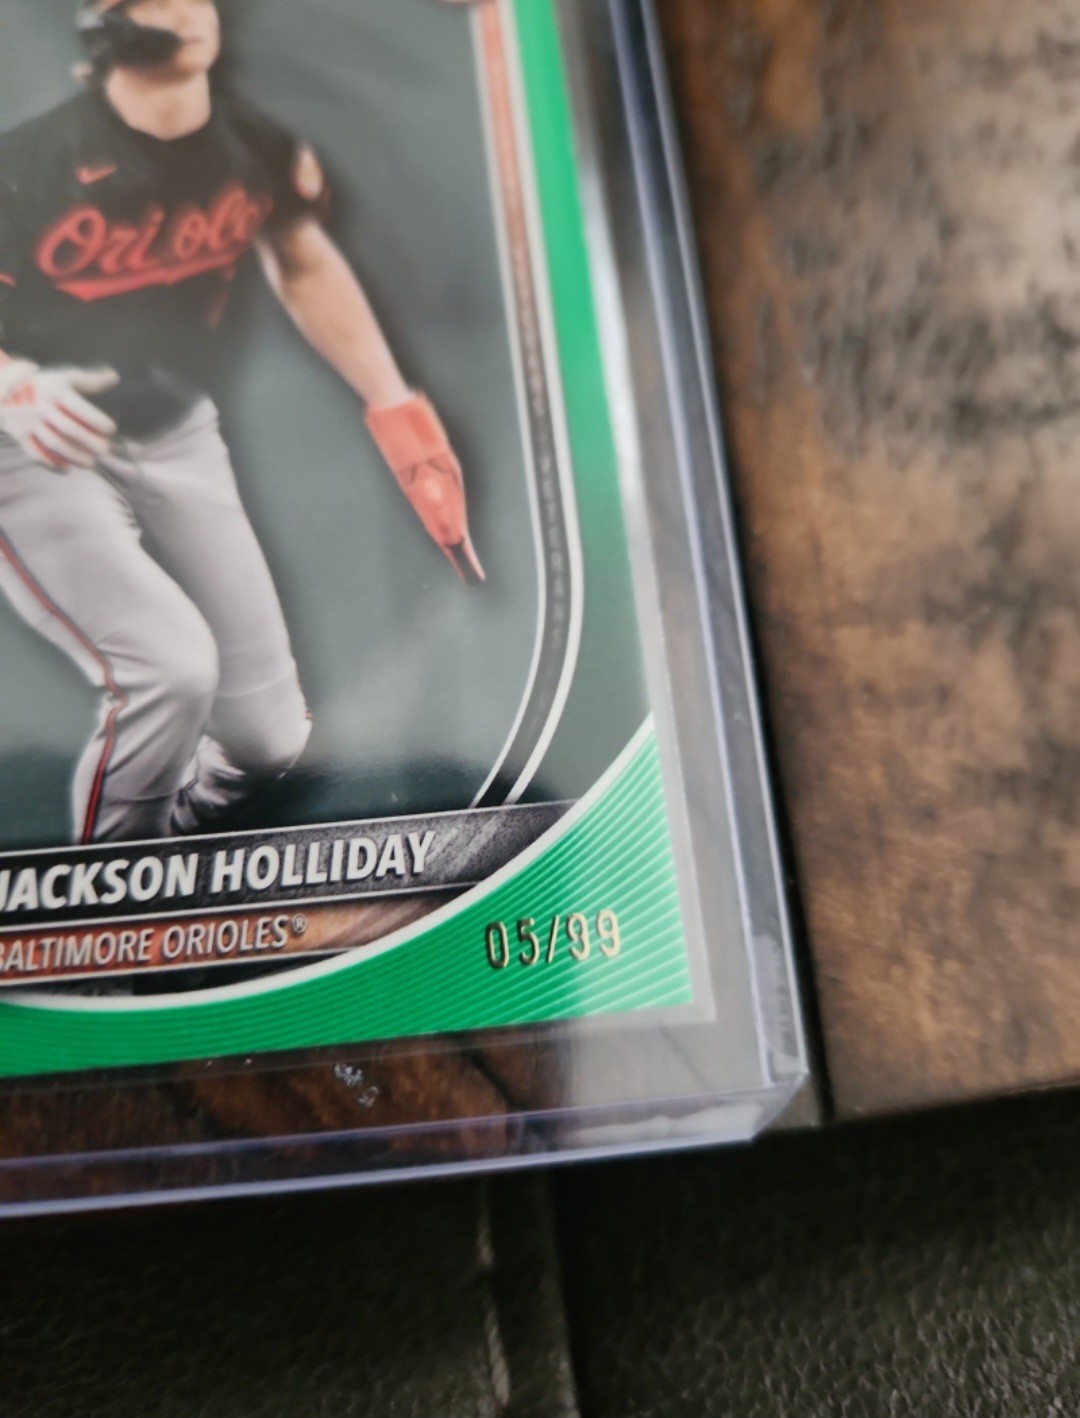 Orioles
JACKSON HOLLIDAY
BALTIMORE ORIOLES®
05/99